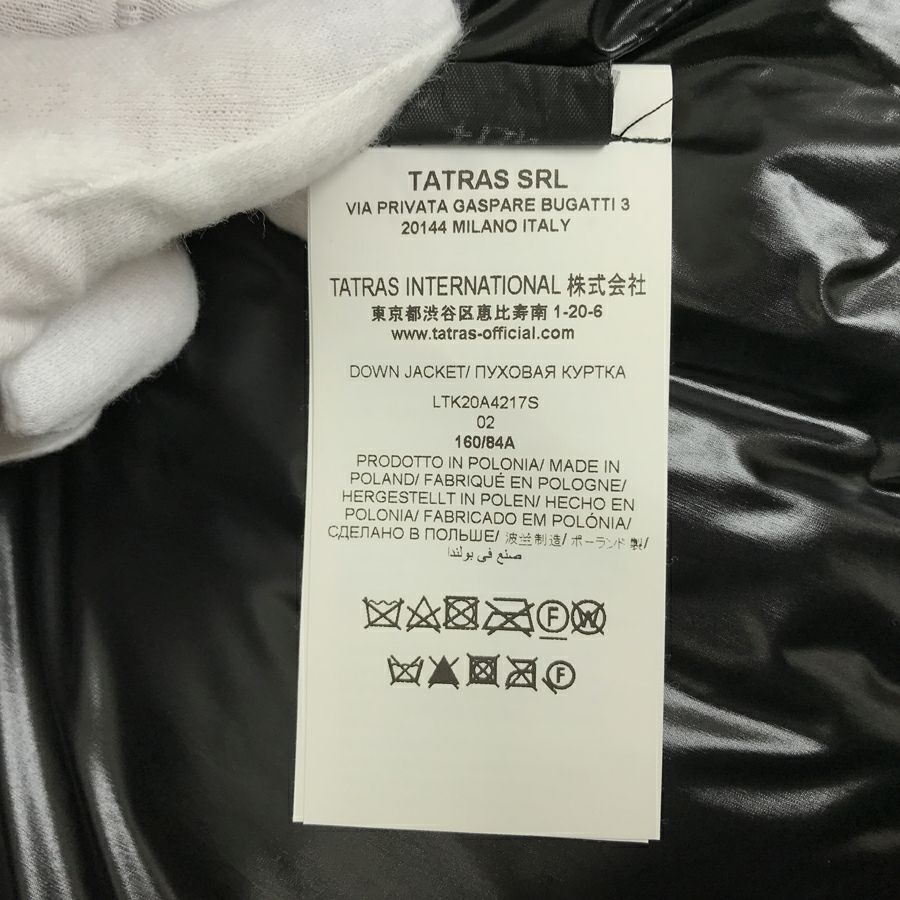 TATRAS SRL
VIA PRIVATA GASPARE BUGATTI 3
20144 MILANO ITALY
TATRAS INTERNATIONAL 株式会社
東京都渋谷区恵比寿南 1-20-6
www.tatras-official.com
DOWN JACKET/ ПУХОВАЯ КУРТКА
LTK20A4217S
02
160/84A
PRODOTTO IN POLONIA/ MADE IN
POLAND/ FABRIQUÉ EN POLOGNE/
HERGESTELLT IN POLEN/ HECHO EN
POLONIA/ FABRICADO EM POLÓNIA/
СДЕЛАНО В ПОЛЬШЕ/ 波兰制造/ ポーランド製/
صنع في بولندا
F W
F